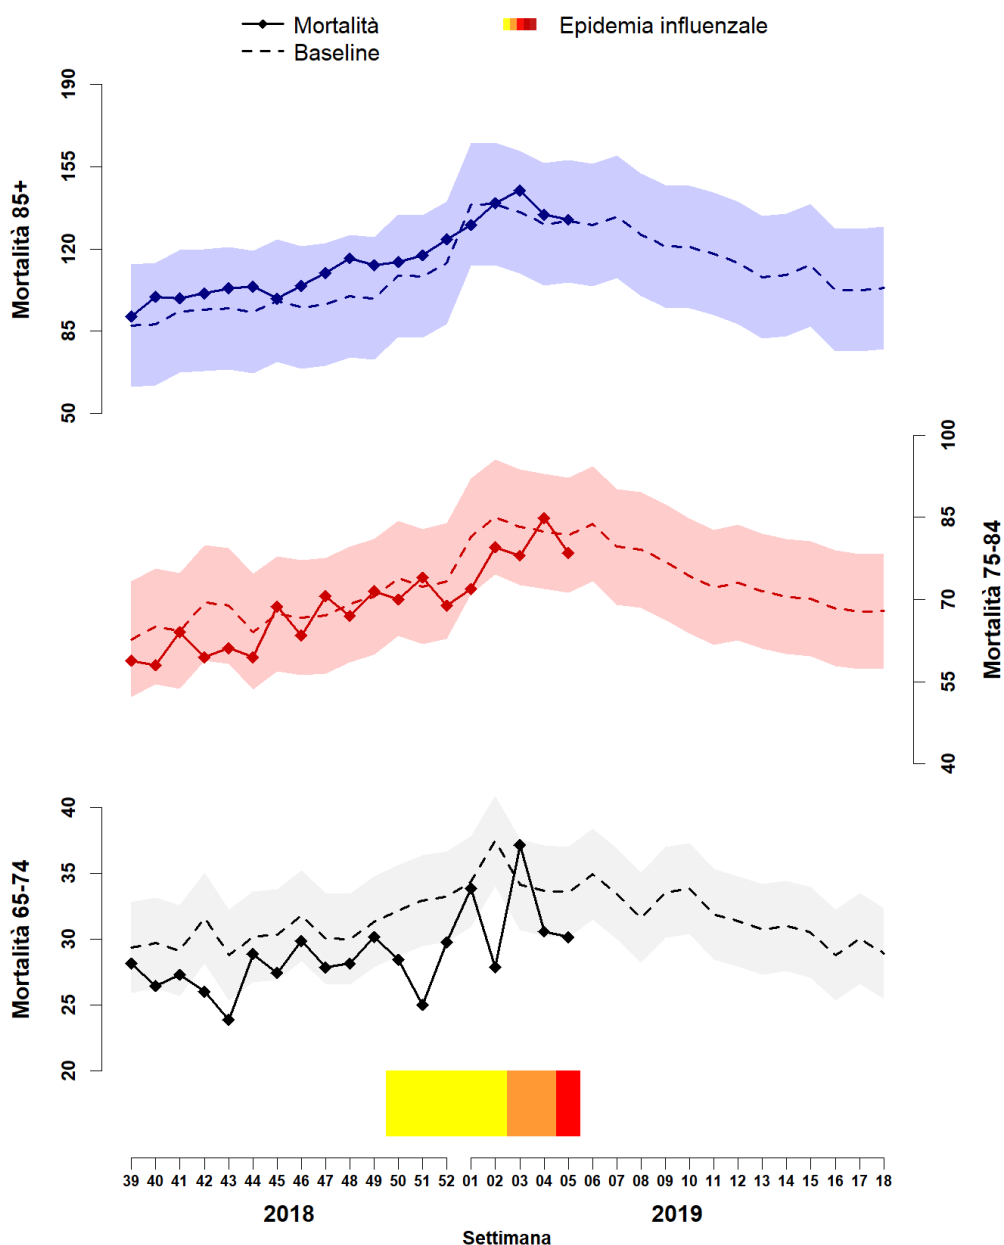 Mortalità
Epidemia influenzale
Baseline
Mortalità 85+
190
155
120
85
50
Mortalità 75-84
100
85
70
55
40
Mortalità 65-74
40
35
30
25
20
39 40 41 42 43 44 45 46 47 48 49 50 51 52 01 02 03 04 05 06 07 08 09 10 11 12 13 14 15 16 17 18
2018 2019
Settimana